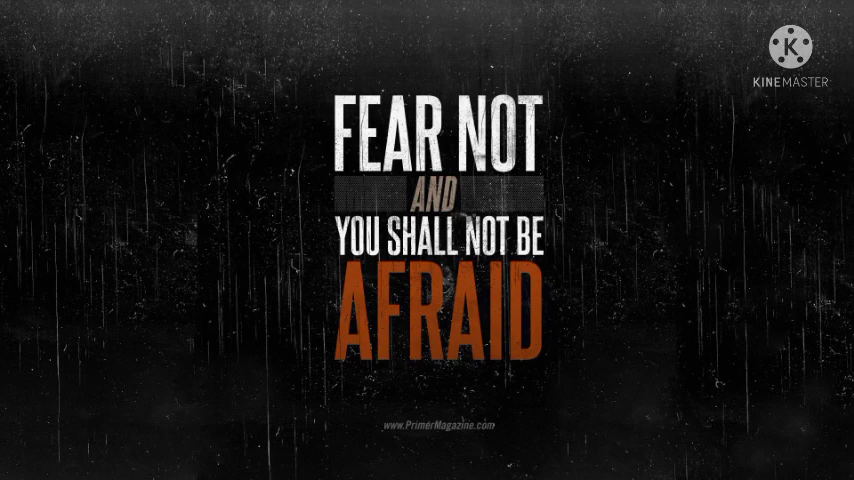 K
KINEMASTER
FEAR NOT
AND
YOU SHALL NOT BE
AFRAID
www.PrimerMagazine.com